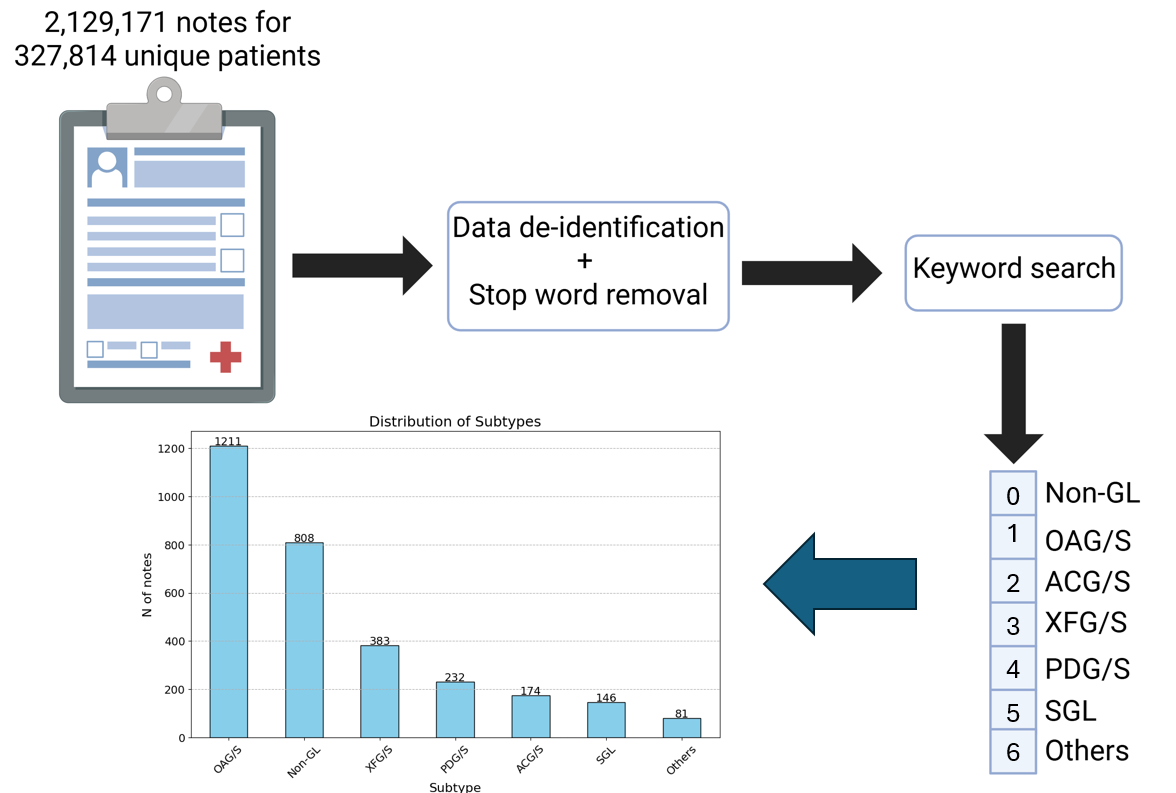 2,129,171 notes for
327,814 unique patients
Data de-identification
+
Stop word removal
Keyword search
0 Non-GL
1 OAG/S
2 ACG/S
3 XFG/S
4 PDG/S
5 SGL
6 Others
Distribution of Subtypes
N of notes
1200
1000
800
600
400
200
0
1211
808
383
232
174
146
81
OAG/S
Non-GL
XFG/S
PDG/S
ACG/S
SGL
Others
Subtype